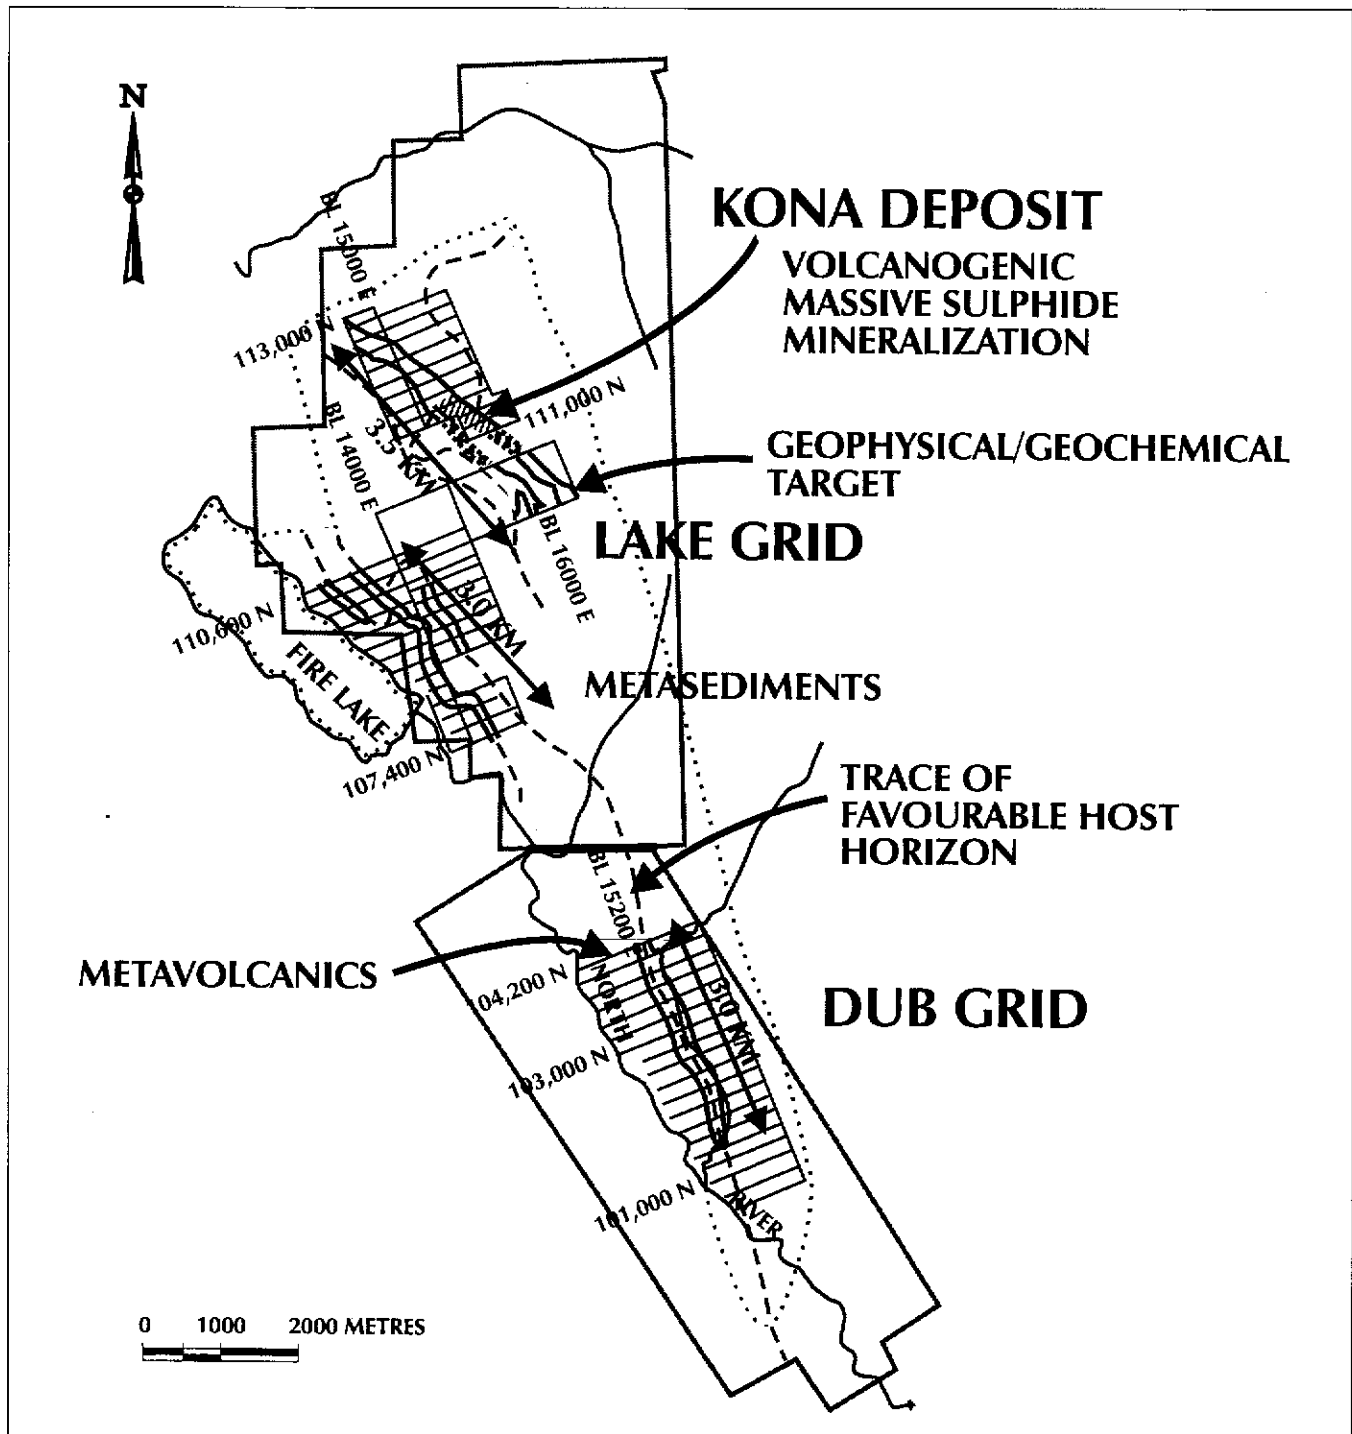 N
BL 15000 E
KONA DEPOSIT
VOLCANOGENIC
MASSIVE SULPHIDE
MINERALIZATION
113,000 N
111,000 N
BL 14000 E
3.5 KM
GEOPHYSICAL/GEOCHEMICAL
TARGET
LAKE GRID
BL 16000 E
3.0 KM
110,600 N
FIRE LAKE
METASEDIMENTS
107,400 N
TRACE OF
FAVOURABLE HOST
HORIZON
BL 15200
METAVOLCANICS
104,200 N
NORTH
3.0 KM
DUB GRID
103,000 N
101,000 N
RIVER
0 1000 2000 METRES